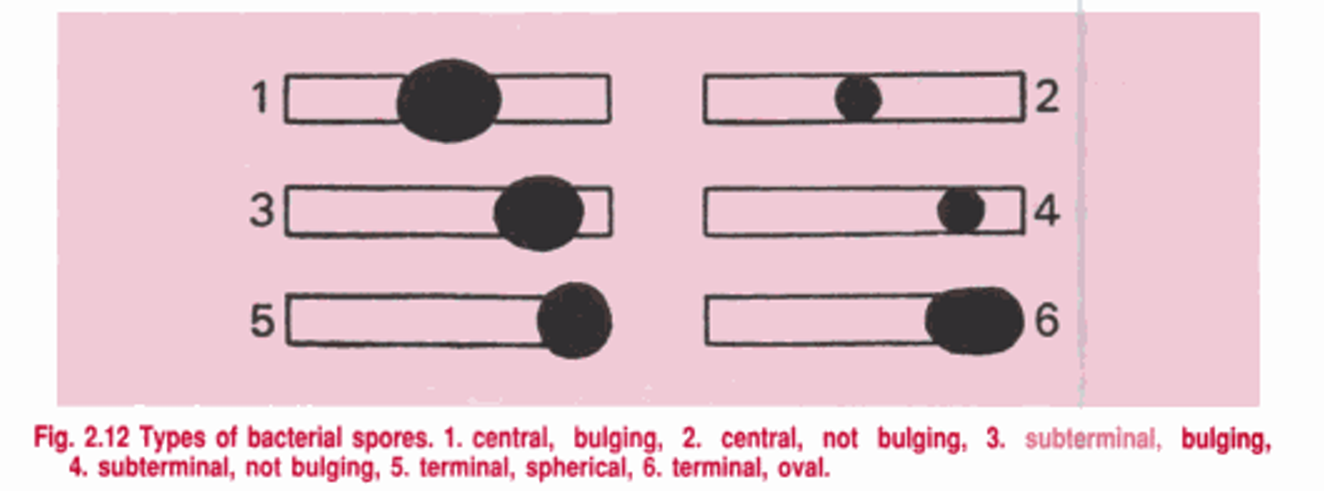 1 2
3 4
5 6
Fig. 2.12 Types of bacterial spores. 1. central, bulging, 2. central, not bulging, 3. subterminal, bulging,
4. subterminal, not bulging, 5. terminal, spherical, 6. terminal, oval.